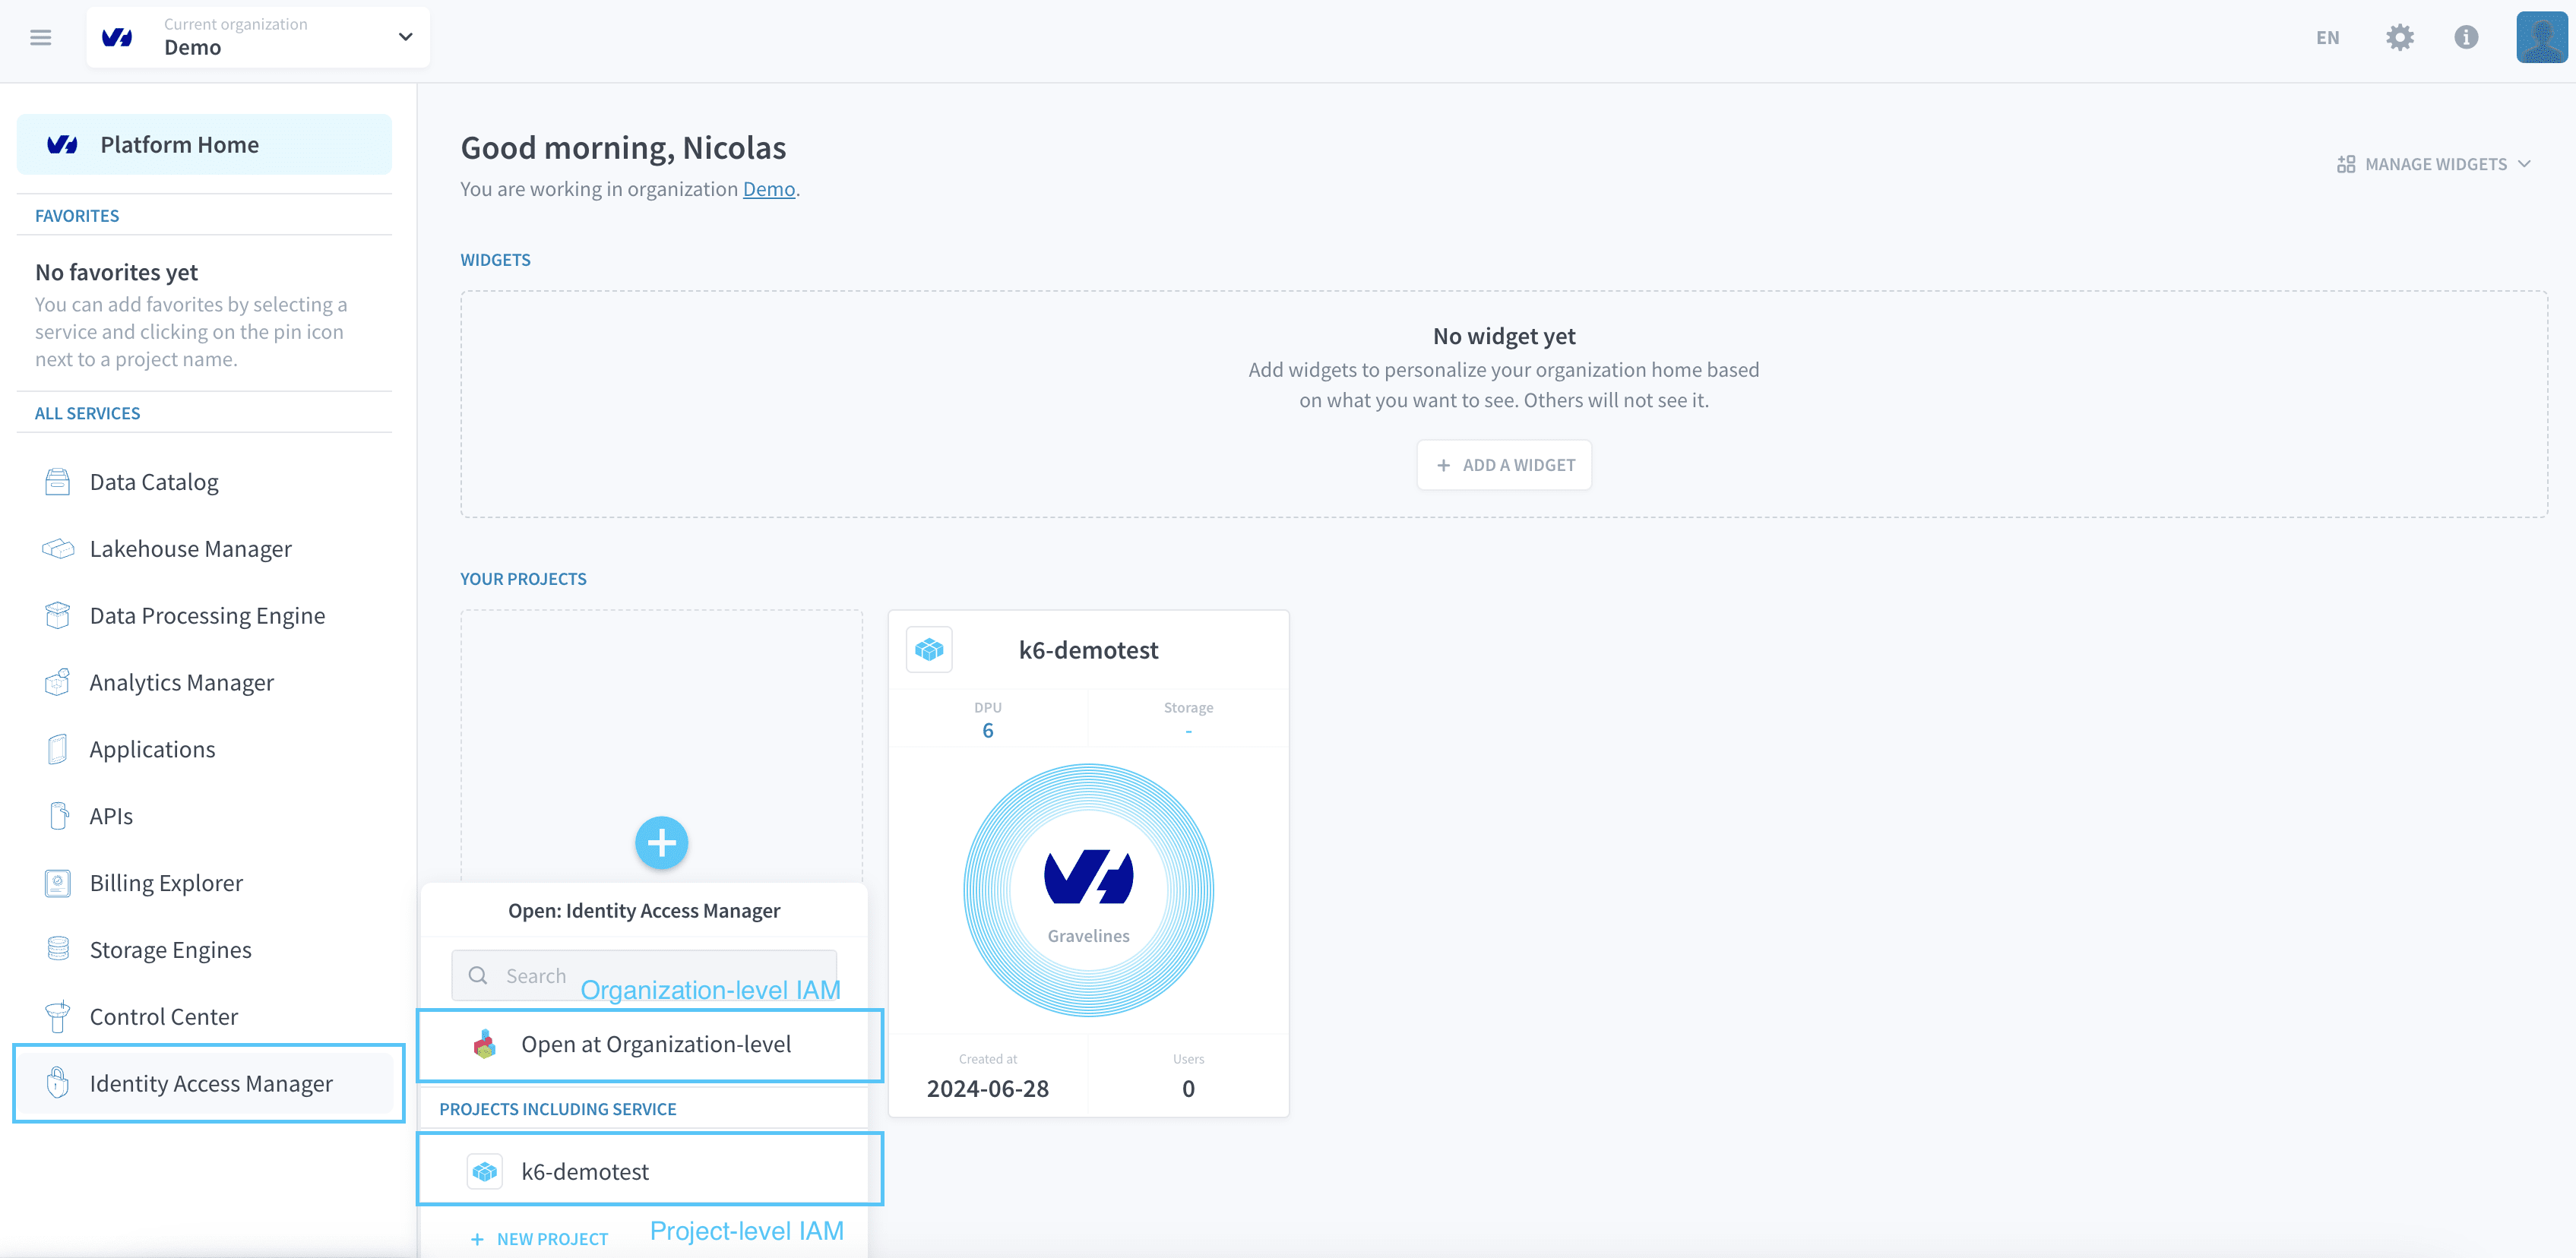 Current organization
Demo
EN
Platform Home
FAVORITES
No favorites yet
You can add favorites by selecting a
service and clicking on the pin icon
next to a project name.
ALL SERVICES
Data Catalog
Lakehouse Manager
Data Processing Engine
Analytics Manager
Applications
APIs
Billing Explorer
Storage Engines
Control Center
Identity Access Manager
Good morning, Nicolas
You are working in organization Demo.
MANAGE WIDGETS
WIDGETS
No widget yet
Add widgets to personalize your organization home based
on what you want to see. Others will not see it.
+ ADD A WIDGET
YOUR PROJECTS
k6-demotest
DPU
6
Storage
-
Gravelines
Created at
2024-06-28
Users
0
Open: Identity Access Manager
Search
Organization-level IAM
Open at Organization-level
PROJECTS INCLUDING SERVICE
k6-demotest
+ NEW PROJECT
Project-level IAM